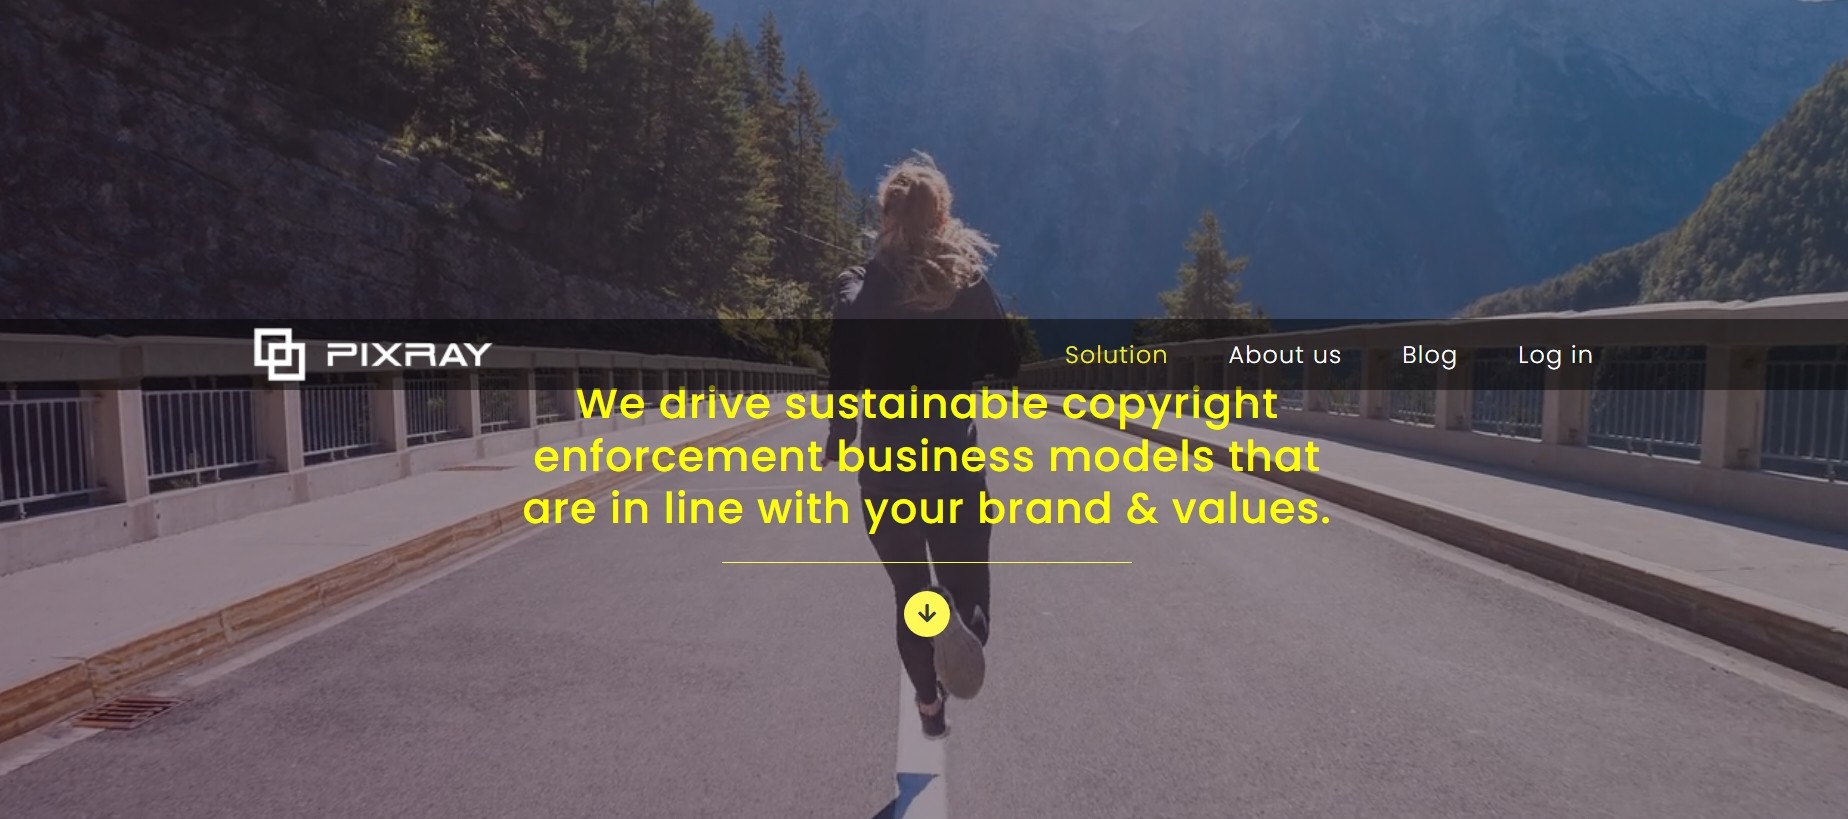 PIXRAY
Solution About us Blog Log in
We drive sustainable copyright
enforcement business models that
are in line with your brand & values.